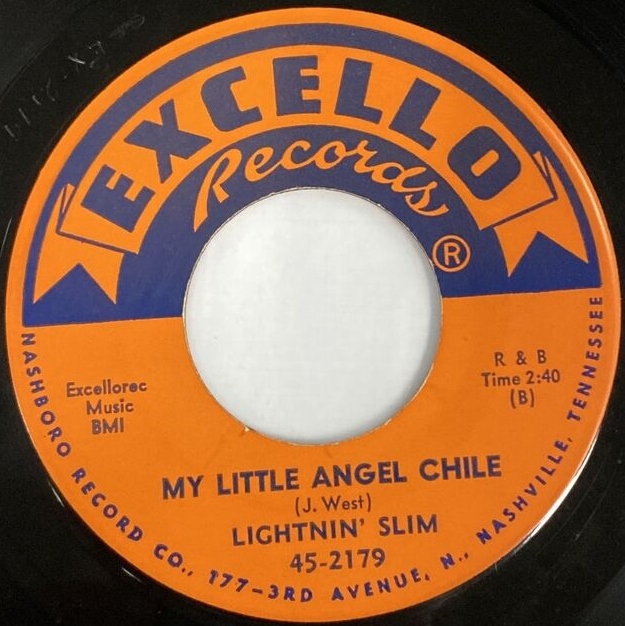 EXCELLO
Records
®
Excellorec
Music
BMI
R & B
Time 2:40
(B)
MY LITTLE ANGEL CHILE
(J. West)
LIGHTNIN' SLIM
45-2179
NASHBORO RECORD CO., 177-3RD AVENUE, N., NASHVILLE, TENNESSEE